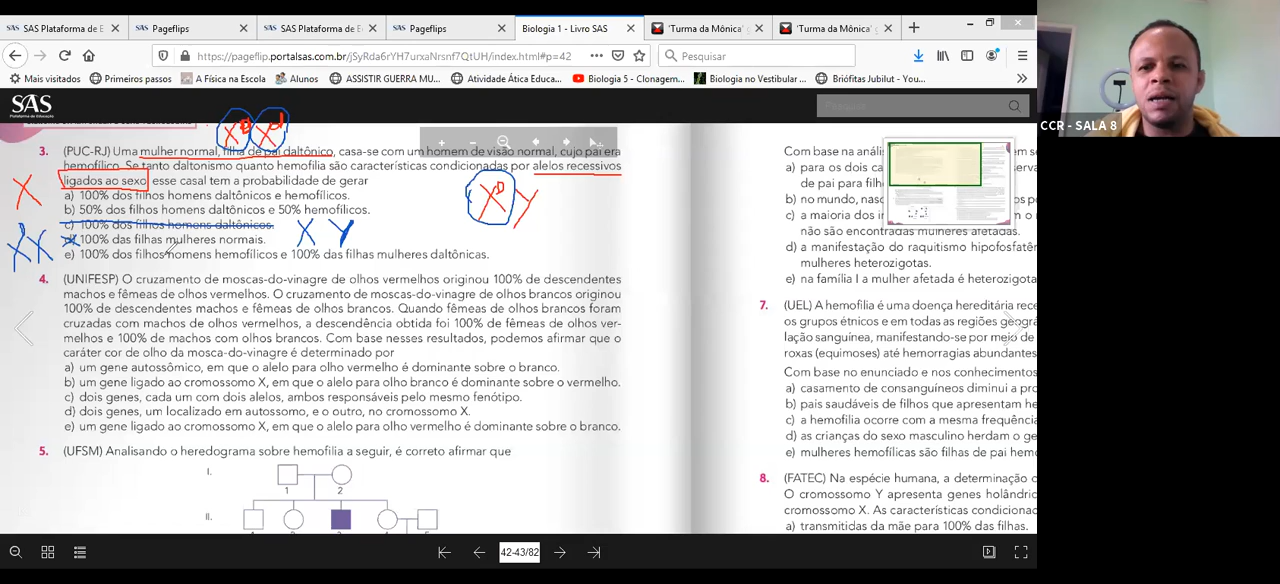 SAS Plataforma de E
Pageflips
SAS Plataforma de E
Pageflips
Biologia 1 - Livro SAS
'Turma da Mônica'
'Turma da Mônica'
https://pageflip.portalsas.com.br/jSyRda6rYH7urxaNrsnf7QtUH/index.html#p=42
Pesquisar
Mais visitados
Primeiros passos
A Física na Escola
Alunos
ASSISTIR GUERRA MU...
Atividade Ática Educa...
Biologia 5 - Clonagem...
Biologia no Vestibular ...
Briófitas Jubilut - You...
SAS
Plataforma de Educação
CCR - SALA 8
3. (PUC-RJ) Uma mulher normal, filha de pai daltônico, casa-se com um homem de visão normal, cujo pai era
hemofílico. Se tanto daltonismo quanto hemofilia são características condicionadas por alelos recessivos
ligados ao sexo, esse casal tem a probabilidade de gerar
a) 100% dos filhos homens daltônicos e hemofílicos.
b) 50% dos filhos homens daltônicos e 50% hemofílicos.
c) 100% dos filhos homens daltônicos.
d) 100% das filhas mulheres normais.
e) 100% dos filhos homens hemofílicos e 100% das filhas mulheres daltônicas.
X^D X^d
X^D Y
X
X X
X Y
4. (UNIFESP) O cruzamento de moscas-do-vinagre de olhos vermelhos originou 100% de descendentes
machos e fêmeas de olhos vermelhos. O cruzamento de moscas-do-vinagre de olhos brancos originou
100% de descendentes machos e fêmeas de olhos brancos. Quando fêmeas de olhos brancos foram
cruzadas com machos de olhos vermelhos, a descendência obtida foi 100% de fêmeas de olhos ver-
melhos e 100% de machos com olhos brancos. Com base nesses resultados, podemos afirmar que o
caráter cor de olho da mosca-do-vinagre é determinado por
a) um gene autossômico, em que o alelo para olho vermelho é dominante sobre o branco.
b) um gene ligado ao cromossomo X, em que o alelo para olho branco é dominante sobre o vermelho.
c) dois genes, cada um com dois alelos, ambos responsáveis pelo mesmo fenótipo.
d) dois genes, um localizado em autossomo, e o outro, no cromossomo X.
e) um gene ligado ao cromossomo X, em que o alelo para olho vermelho é dominante sobre o branco.
5. (UFSM) Analisando o heredograma sobre hemofilia a seguir, é correto afirmar que
I.
1
2
II.
Com base na anális
a) para os dois ca
de pai para filh
b) no mundo, nas
c) a maioria dos i
não são encontradas mulheres afetadas.
d) a manifestação do raquitismo hipofosfatêm
mulheres heterozigotas.
e) na família I a mulher afetada é heterozigota
7. (UEL) A hemofilia é uma doença hereditária rece
os grupos étnicos e em todas as regiões geográ
lação sanguínea, manifestando-se por meio de
roxas (equimoses) até hemorragias abundantes
Com base no enunciado e nos conhecimentos
a) casamento de consanguíneos diminui a pro
b) pais saudáveis de filhos que apresentam he
c) a hemofilia ocorre com a mesma frequência
d) as crianças do sexo masculino herdam o ge
e) mulheres hemofílicas são filhas de pai hemo
8. (FATEC) Na espécie humana, a determinação c
O cromossomo Y apresenta genes holândric
cromossomo X. As características condiciona
a) transmitidas da mãe para 100% das filhas.
42-43/82